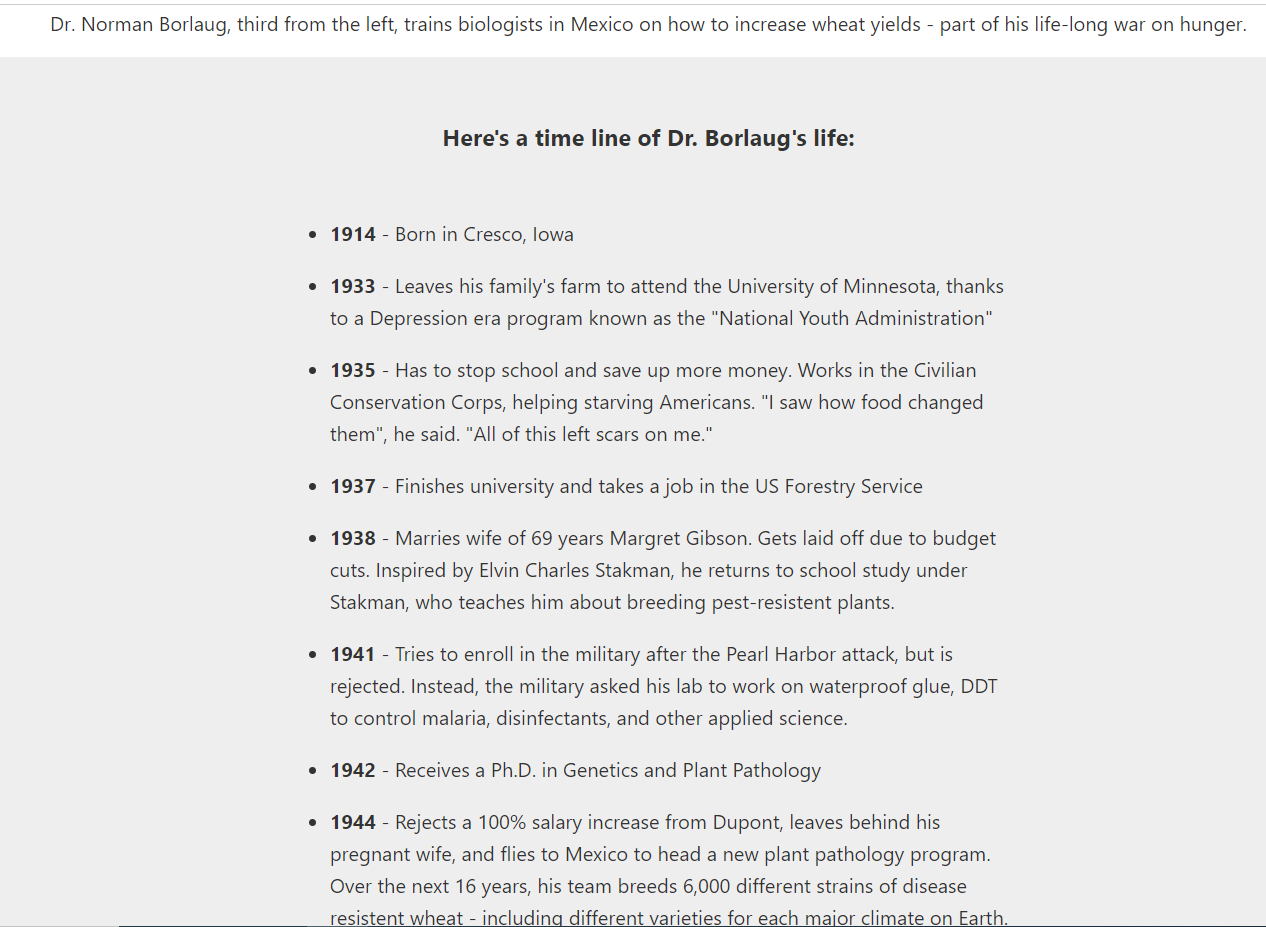 Dr. Norman Borlaug, third from the left, trains biologists in Mexico on how to increase wheat yields - part of his life-long war on hunger.
Here's a time line of Dr. Borlaug's life:
1914 - Born in Cresco, Iowa
1933 - Leaves his family's farm to attend the University of Minnesota, thanks
to a Depression era program known as the "National Youth Administration"
1935 - Has to stop school and save up more money. Works in the Civilian
Conservation Corps, helping starving Americans. "I saw how food changed
them", he said. "All of this left scars on me."
1937 - Finishes university and takes a job in the US Forestry Service
1938 - Marries wife of 69 years Margret Gibson. Gets laid off due to budget
cuts. Inspired by Elvin Charles Stakman, he returns to school study under
Stakman, who teaches him about breeding pest-resistent plants.
1941 - Tries to enroll in the military after the Pearl Harbor attack, but is
rejected. Instead, the military asked his lab to work on waterproof glue, DDT
to control malaria, disinfectants, and other applied science.
1942 - Receives a Ph.D. in Genetics and Plant Pathology
1944 - Rejects a 100% salary increase from Dupont, leaves behind his
pregnant wife, and flies to Mexico to head a new plant pathology program.
Over the next 16 years, his team breeds 6,000 different strains of disease
resistent wheat - including different varieties for each major climate on Earth.